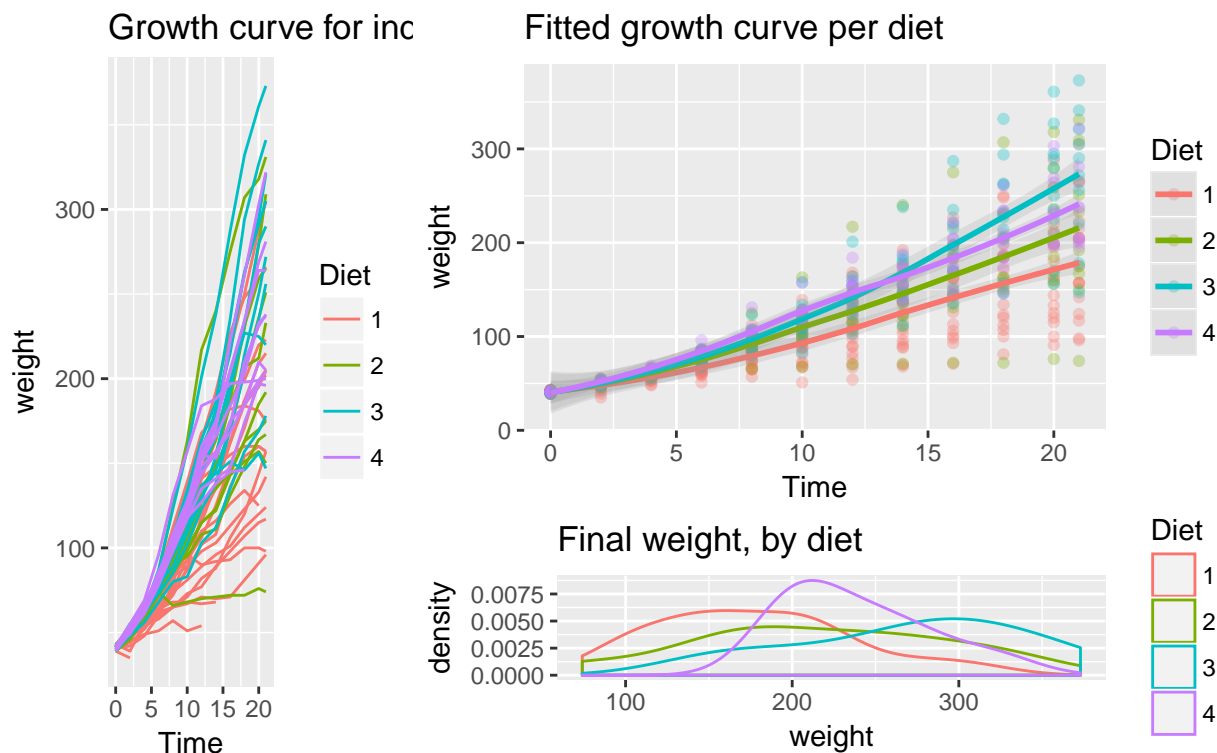 Growth curve for inc
weight
300
200
100
0 5 10 15 20
Time
Diet
1
2
3
4
Fitted growth curve per diet
weight
300
200
100
0
0 5 10 15 20
Time
Diet
1
2
3
4
Final weight, by diet
density
0.0075
0.0050
0.0025
0.0000
100 200 300
weight
Diet
1
2
3
4